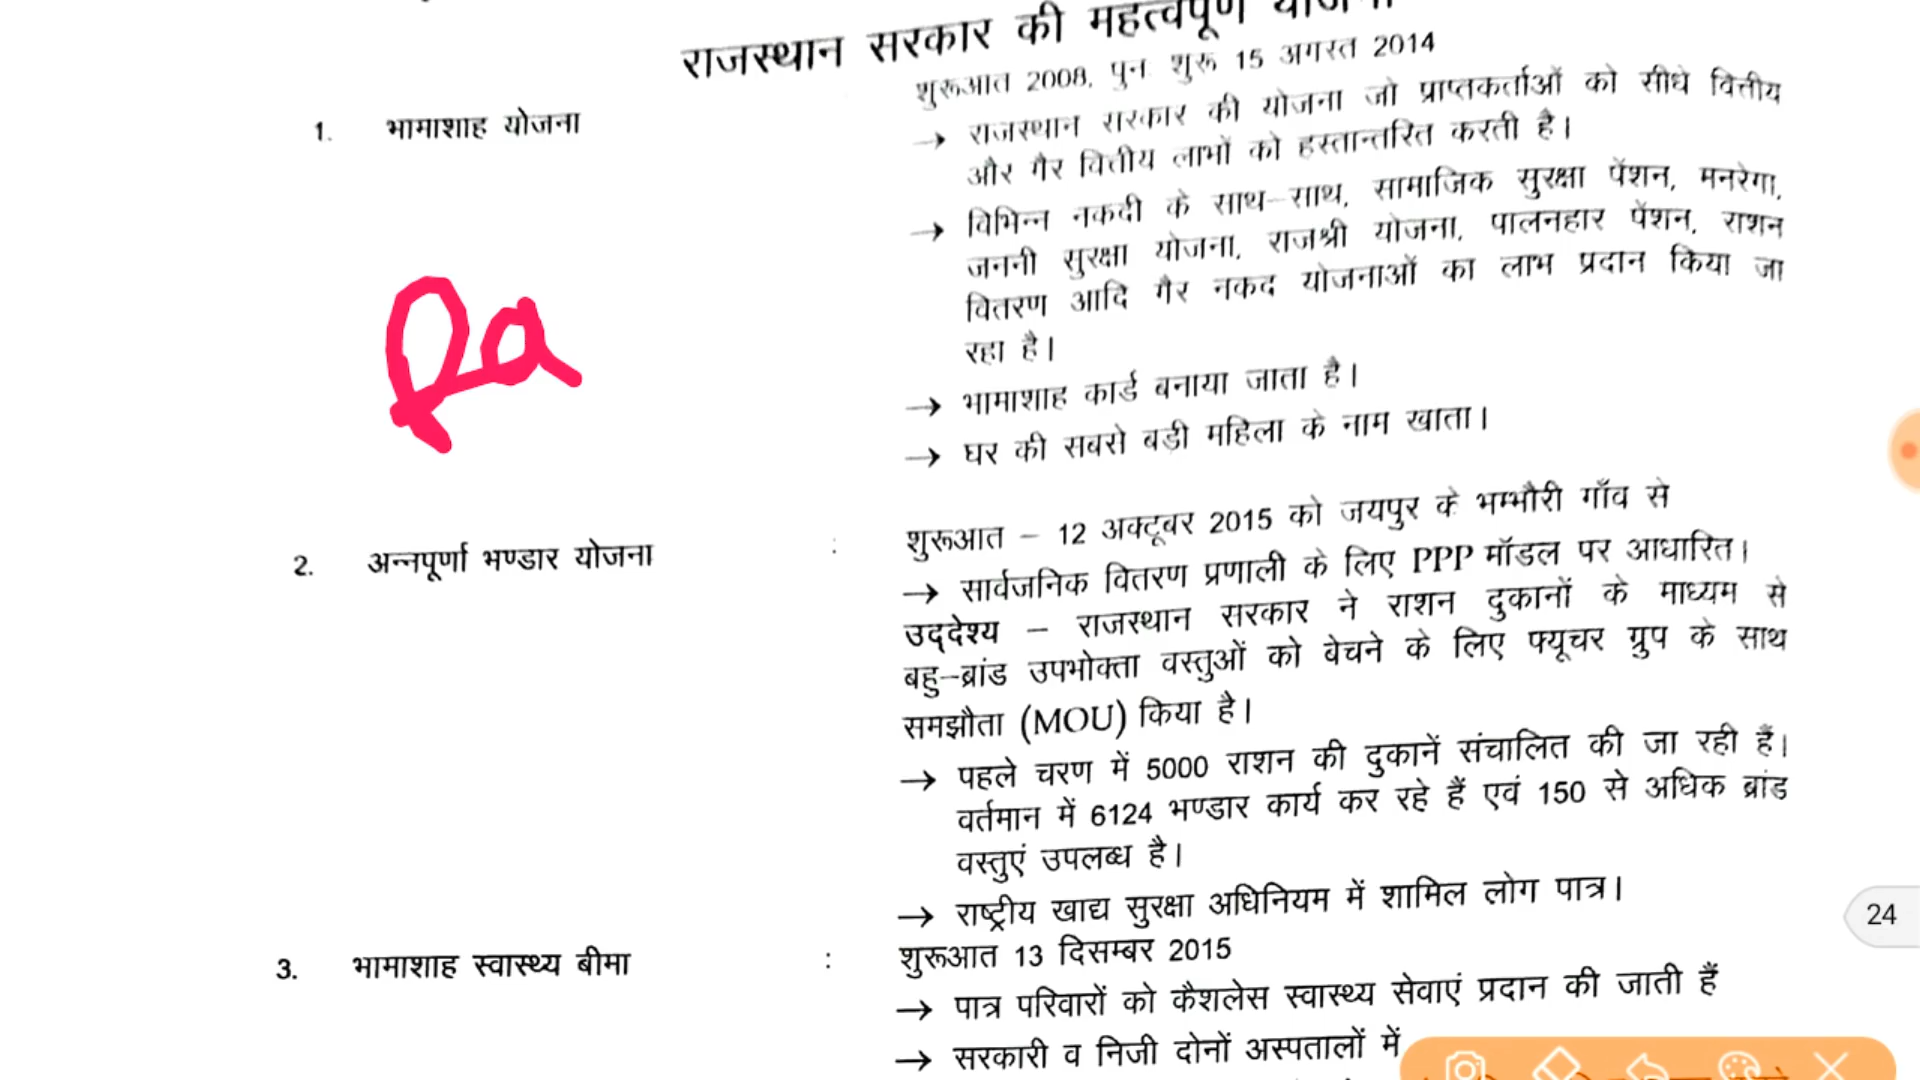 राजस्थान सरकार की महत्वपूर्ण योजना
1. भामाशाह योजना
शुरूआत 2008, पुन शुरू 15 अगस्त 2014
→ राजस्थान सरकार की योजना जो प्राप्तकर्ताओं को सीधे वित्तीय
और गैर वित्तीय लाभों को हस्तान्तरित करती है।
→ विभिन्न नकदी के साथ–साथ, सामाजिक सुरक्षा पेंशन, मनरेगा,
जननी सुरक्षा योजना, राजश्री योजना, पालनहार पेंशन, राशन
वितरण आदि गैर नकद योजनाओं का लाभ प्रदान किया जा
रहा है।
→ भामाशाह कार्ड बनाया जाता है।
→ घर की सबसे बड़ी महिला के नाम खाता।
Ra
2. अन्नपूर्णा भण्डार योजना :
शुरूआत – 12 अक्टूबर 2015 को जयपुर के भम्भौरी गाँव से
→ सार्वजनिक वितरण प्रणाली के लिए PPP मॉडल पर आधारित।
उद्देश्य – राजस्थान सरकार ने राशन दुकानों के माध्यम से
बहु–ब्रांड उपभोक्ता वस्तुओं को बेचने के लिए फ्यूचर ग्रुप के साथ
समझौता (MOU) किया है।
→ पहले चरण में 5000 राशन की दुकानें संचालित की जा रही हैं।
वर्तमान में 6124 भण्डार कार्य कर रहे हैं एवं 150 से अधिक ब्रांड
वस्तुएं उपलब्ध है।
→ राष्ट्रीय खाद्य सुरक्षा अधिनियम में शामिल लोग पात्र।
24
3. भामाशाह स्वास्थ्य बीमा :
शुरूआत 13 दिसम्बर 2015
→ पात्र परिवारों को कैशलेस स्वास्थ्य सेवाएं प्रदान की जाती हैं
→ सरकारी व निजी दोनों अस्पतालों में